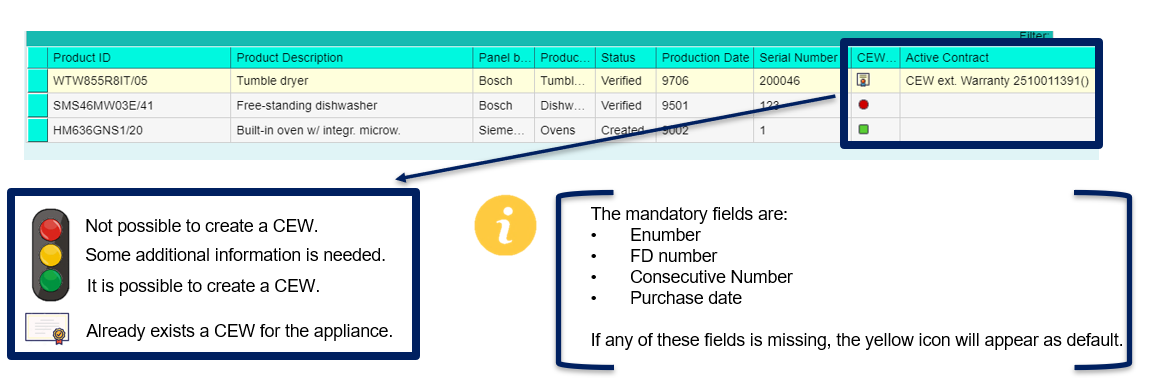 Filter:
Product ID Product Description Panel b... Produc... Status Production Date Serial Number CEW... Active Contract
WTW855R8IT/05 Tumble dryer Bosch Tumbl... Verified 9706 200046 CEW ext. Warranty 2510011391()
SMS46MW03E/41 Free-standing dishwasher Bosch Dishw... Verified 9501 123
HM636GNS1/20 Built-in oven w/ integr. microw. Sieme... Ovens Created 9002 1
Not possible to create a CEW.
Some additional information is needed.
It is possible to create a CEW.
Already exists a CEW for the appliance.
i
The mandatory fields are:
• Enumber
• FD number
• Consecutive Number
• Purchase date
If any of these fields is missing, the yellow icon will appear as default.